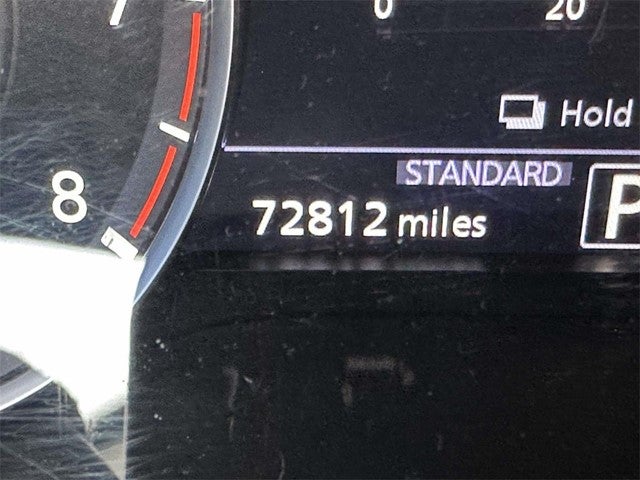 7
0 20
Hold
STANDARD
8
72812 miles
P